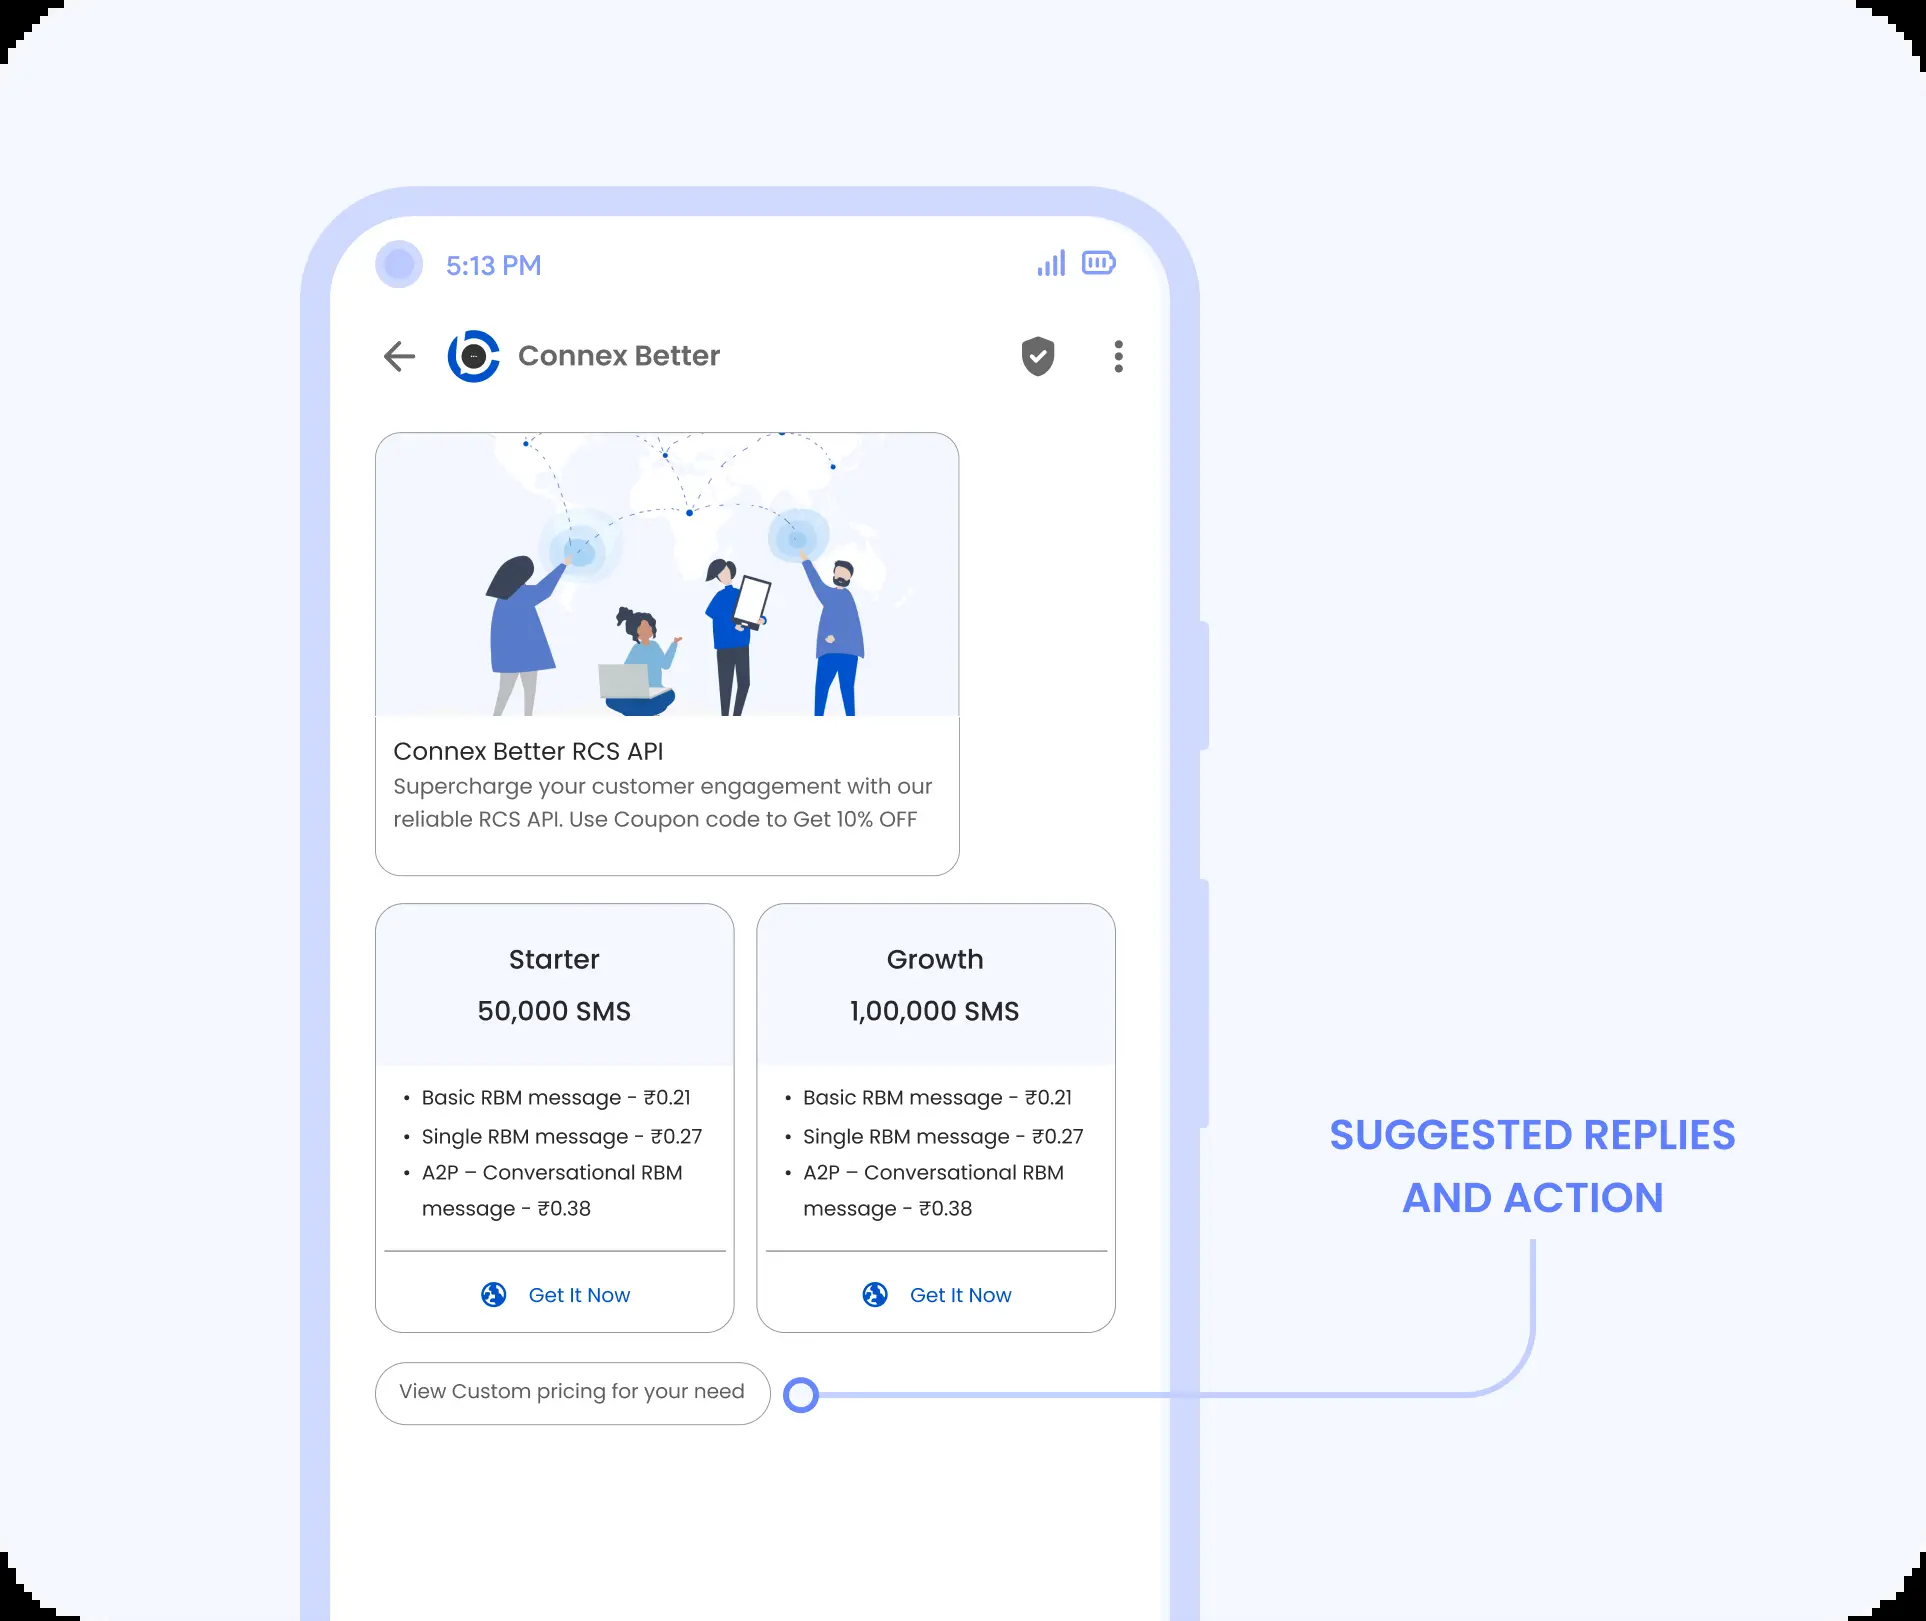 5:13 PM
Connex Better
Connex Better RCS API
Supercharge your customer engagement with our
reliable RCS API. Use Coupon code to Get 10% OFF
Starter
50,000 SMS
• Basic RBM message - ₹0.21
• Single RBM message - ₹0.27
• A2P – Conversational RBM
message - ₹0.38
Get It Now
Growth
1,00,000 SMS
• Basic RBM message - ₹0.21
• Single RBM message - ₹0.27
• A2P – Conversational RBM
message - ₹0.38
Get It Now
View Custom pricing for your need
SUGGESTED REPLIES
AND ACTION